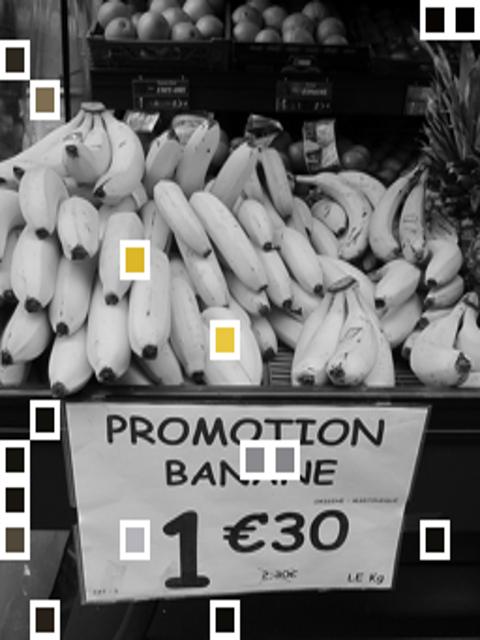 PROMOTION
BANANE
1 €30
2.30€
LE Kg